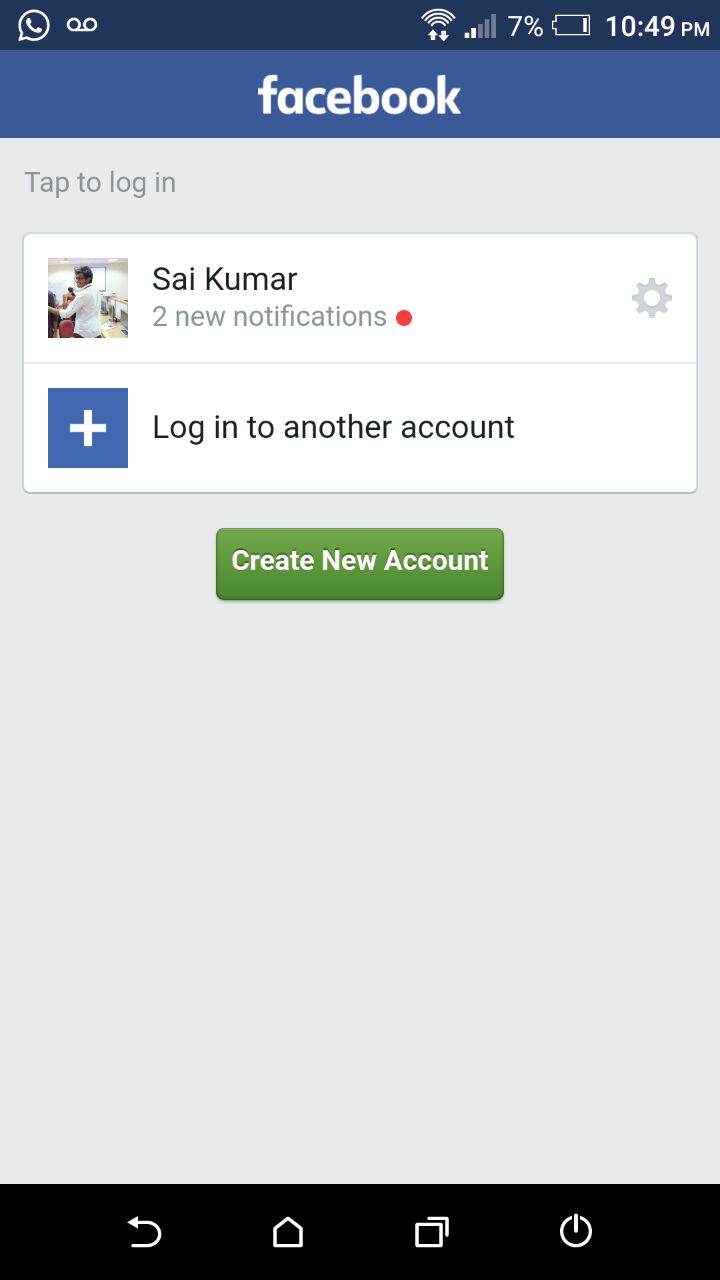 7% 10:49 PM
facebook
Tap to log in
Sai Kumar
2 new notifications
Log in to another account
Create New Account